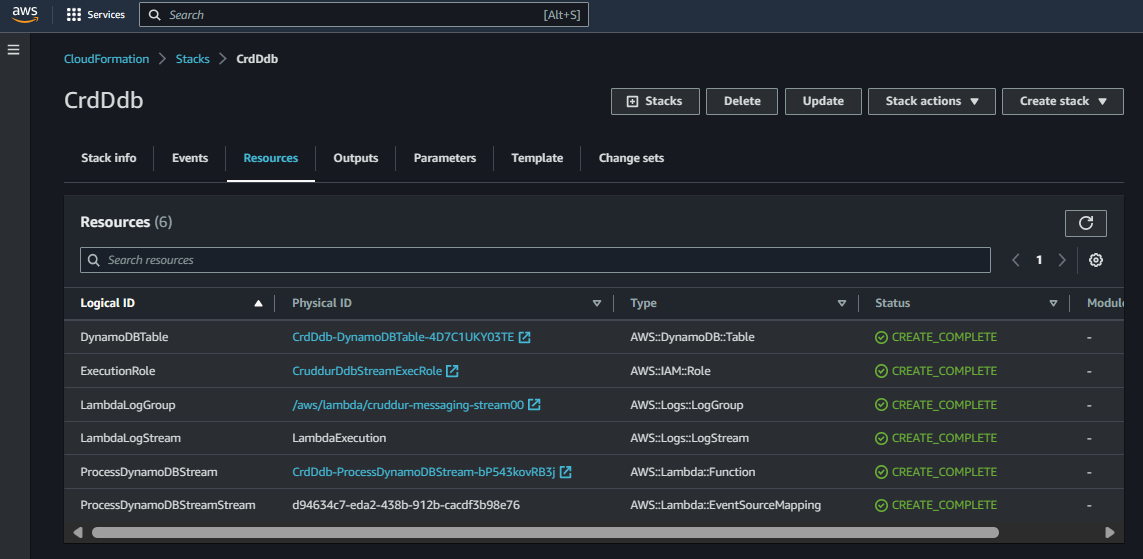 aws Services Search [Alt+S]
CloudFormation Stacks CrdDdb
CrdDdb Stacks Delete Update Stack actions Create stack
Stack info Events Resources Outputs Parameters Template Change sets
Resources (6)
Search resources 1
Logical ID Physical ID Type Status Module
DynamoDBTable CrdDdb-DynamoDBTable-4D7C1UKY03TE AWS::DynamoDB::Table CREATE_COMPLETE -
ExecutionRole CruddurDdbStreamExecRole AWS::IAM::Role CREATE_COMPLETE -
LambdaLogGroup /aws/lambda/cruddur-messaging-stream00 AWS::Logs::LogGroup CREATE_COMPLETE -
LambdaLogStream LambdaExecution AWS::Logs::LogStream CREATE_COMPLETE -
ProcessDynamoDBStream CrdDdb-ProcessDynamoDBStream-bP543kovRB3j AWS::Lambda::Function CREATE_COMPLETE -
ProcessDynamoDBStreamStream d94634c7-eda2-438b-912b-cacdf3b98e76 AWS::Lambda::EventSourceMapping CREATE_COMPLETE -